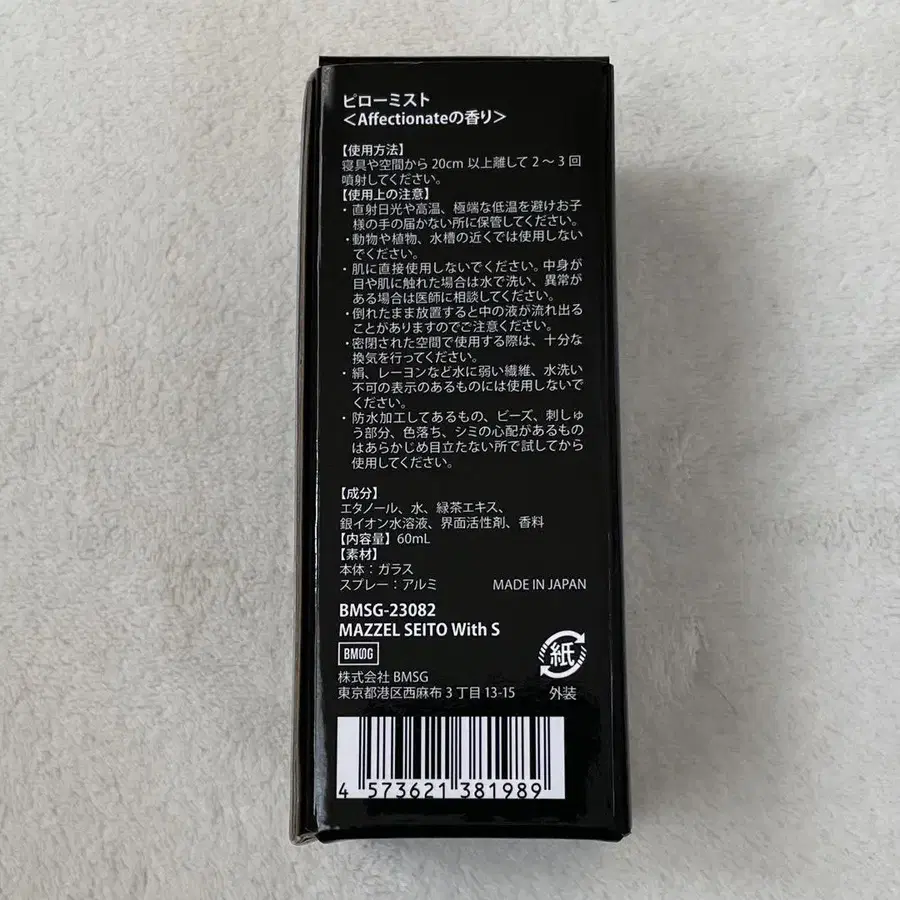 ピローミスト
＜Affectionateの香り＞
【使用方法】
寝具や空間から 20cm 以上離して 2 〜 3 回
噴射してください。
【使用上の注意】
・直射日光や高温、極端な低温を避けお子
様の手の届かない所に保管してください。
・動物や植物、水槽の近くでは使用しない
でください。
・肌に直接使用しないでください。中身が
目や肌に触れた場合は水で洗い、異常が
ある場合は医師に相談してください。
・倒れたまま放置すると中の液が流れ出る
ことがありますのでご注意ください。
・密閉された空間で使用する際は、十分な
換気を行ってください。
・絹、レーヨンなど水に弱い繊維、水洗い
不可の表示のあるものには使用しないで
ください。
・防水加工してあるもの、ビーズ、刺しゅ
う部分、色落ち、シミの心配があるもの
はあらかじめ目立たない所で試してから
使用してください。
【成分】
エタノール、水、緑茶エキス、
銀イオン水溶液、界面活性剤、香料
【内容量】60mL
【素材】
本体：ガラス
スプレー：アルミ MADE IN JAPAN
BMSG-23082
MAZZEL SEITO With S
BMSG
紙
株式会社 BMSG
東京都港区西麻布 3 丁目 13-15 外装
4 573621 381989